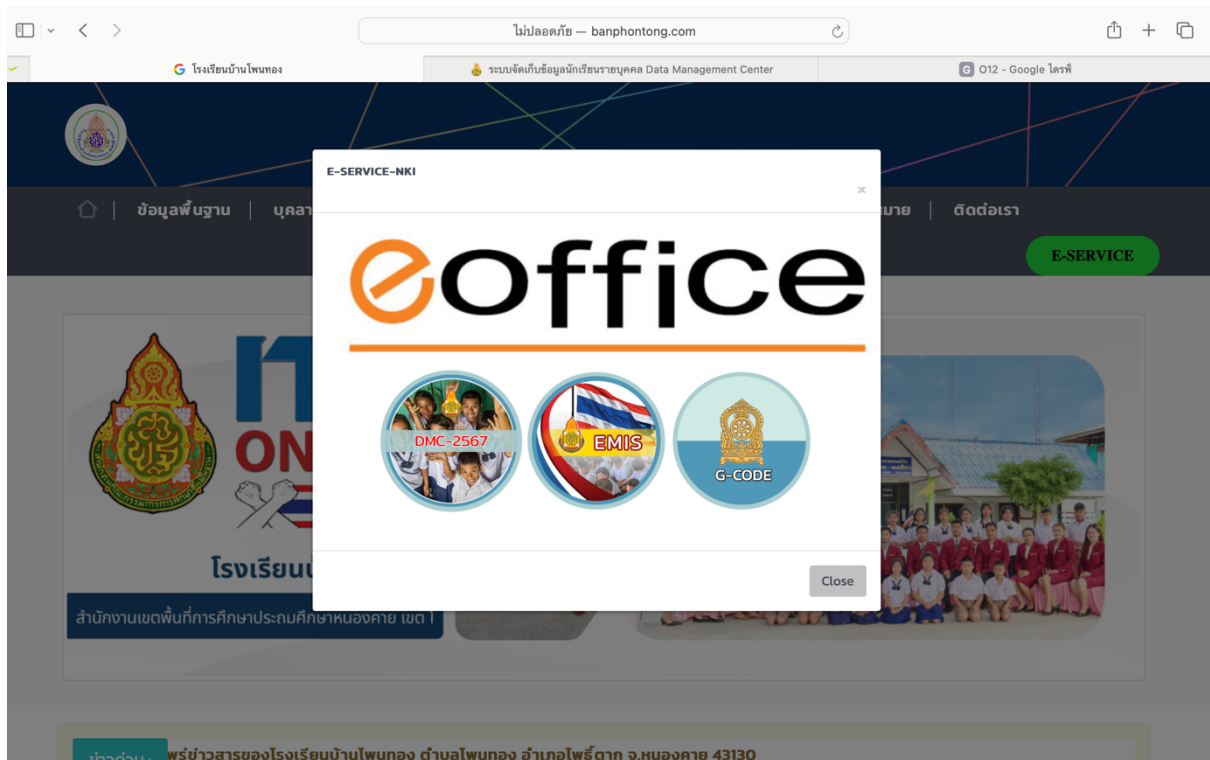 ไม่ปลอดภัย — banphontong.com
โรงเรียนบ้านโพนทอง
ระบบจัดเก็บข้อมูลนักเรียนรายบุคคล Data Management Center
O12 - Google ไดรฟ์
E-SERVICE-NKI
×
ข้อมูลพื้นฐาน
บุคลา
มาย
ติดต่อเรา
E-SERVICE
eoffice
DMC-2567
EMIS
G-CODE
ON
โรงเรียนบ้
สำนักงานเขตพื้นที่การศึกษาประถมศึกษาหนองคาย เขต 1
Close
ข่าวด่วน :
พร่ข่าวสารของโรงเรียนบ้านโพนทอง ตำบลโพนทอง อำเภอโพธิ์ตาก จ.หนองคาย 43130